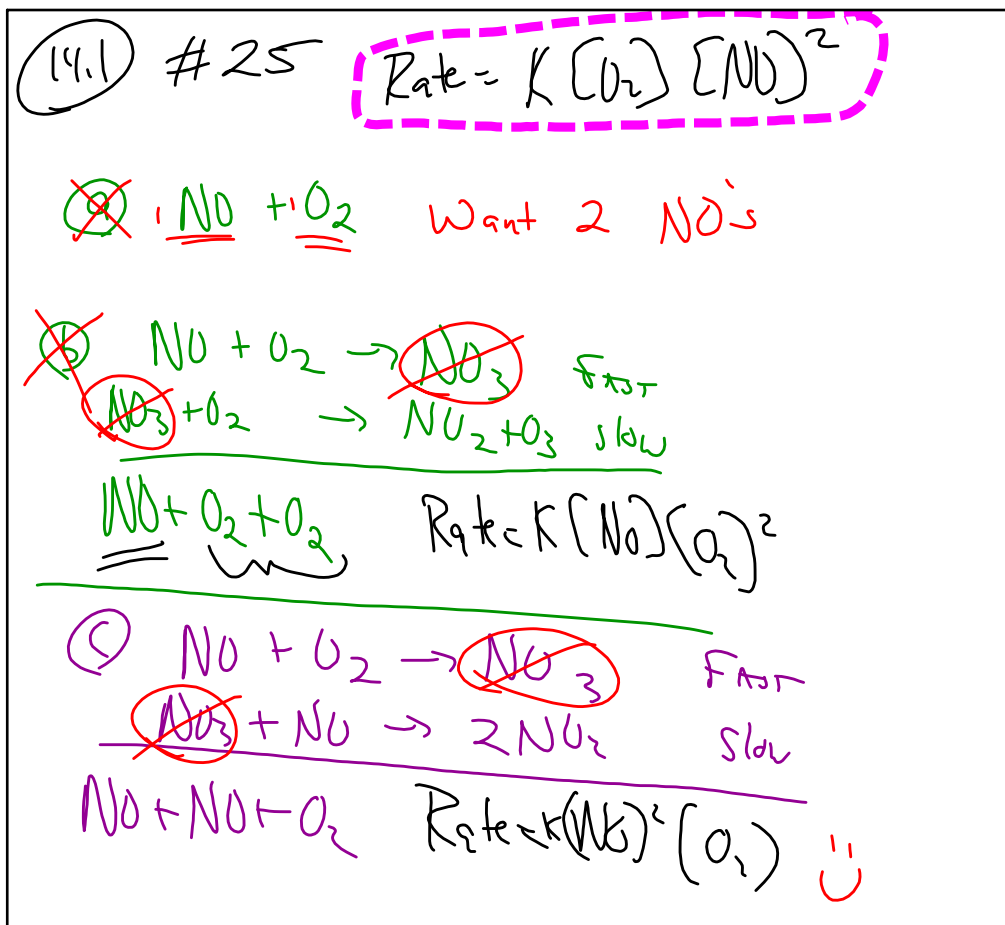 14.1 #25 Rate = K [O2] [NO]²
a 1 NO + 1 O2 Want 2 NO's
b NO + O2 → NO3 FAST
NO3 + O2 → NO2 + O3 slow
NO + O2 + O2 Rate = K [NO] [O2]²
C NO + O2 → NO3 FAST
NO3 + NO → 2NO2 Slow
NO + NO + O2 Rate = K (NO)² (O2)